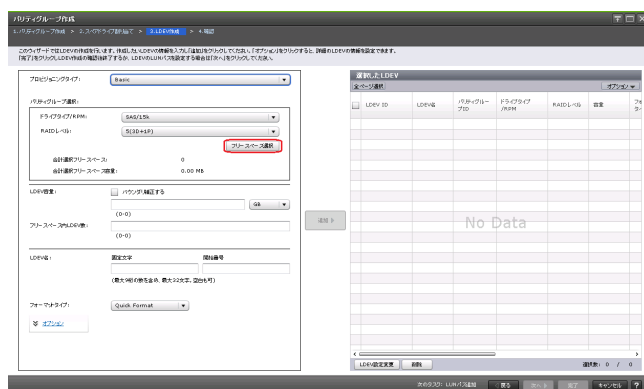 パリティグループ作成
1.パリティグループ作成 > 2.スペアドライブ割り当て > 3.LDEV作成 > 4.確認
このウィザードではLDEVの作成を行います。作成したいLDEVの情報を入力し「追加」をクリックしてください。「オプション」をクリックすると、詳細のLDEVの情報を設定できます。
「完了」をクリックしLDEV作成の確認後終了するか、LDEVのLUNパスを設定する場合は「次へ」をクリックしてください。
プロビジョニングタイプ: Basic
パリティグループ選択:
ドライブタイプ/RPM: SAS/15k
RAIDレベル: 5(3D+1P)
フリースペース選択
合計選択フリースペース: 0
合計選択フリースペース容量: 0.00 MB
LDEV容量: バウンダリ補正する
GB
(0-0)
フリースペース内LDEV数:
(0-0)
LDEV名: 固定文字 開始番号
(最大9桁の数を含め、最大32文字、空白も可)
フォーマットタイプ: Quick Format
オプション
追加
選択したLDEV
全ページ選択 オプション
LDEV ID LDEV名 パリティグループID ドライブタイプ/RPM RAIDレベル 容量
No Data
LDEV設定変更 削除 選択数: 0 / 0
次のタスク: LUNパス追加 戻る 次へ 完了 キャンセル ?